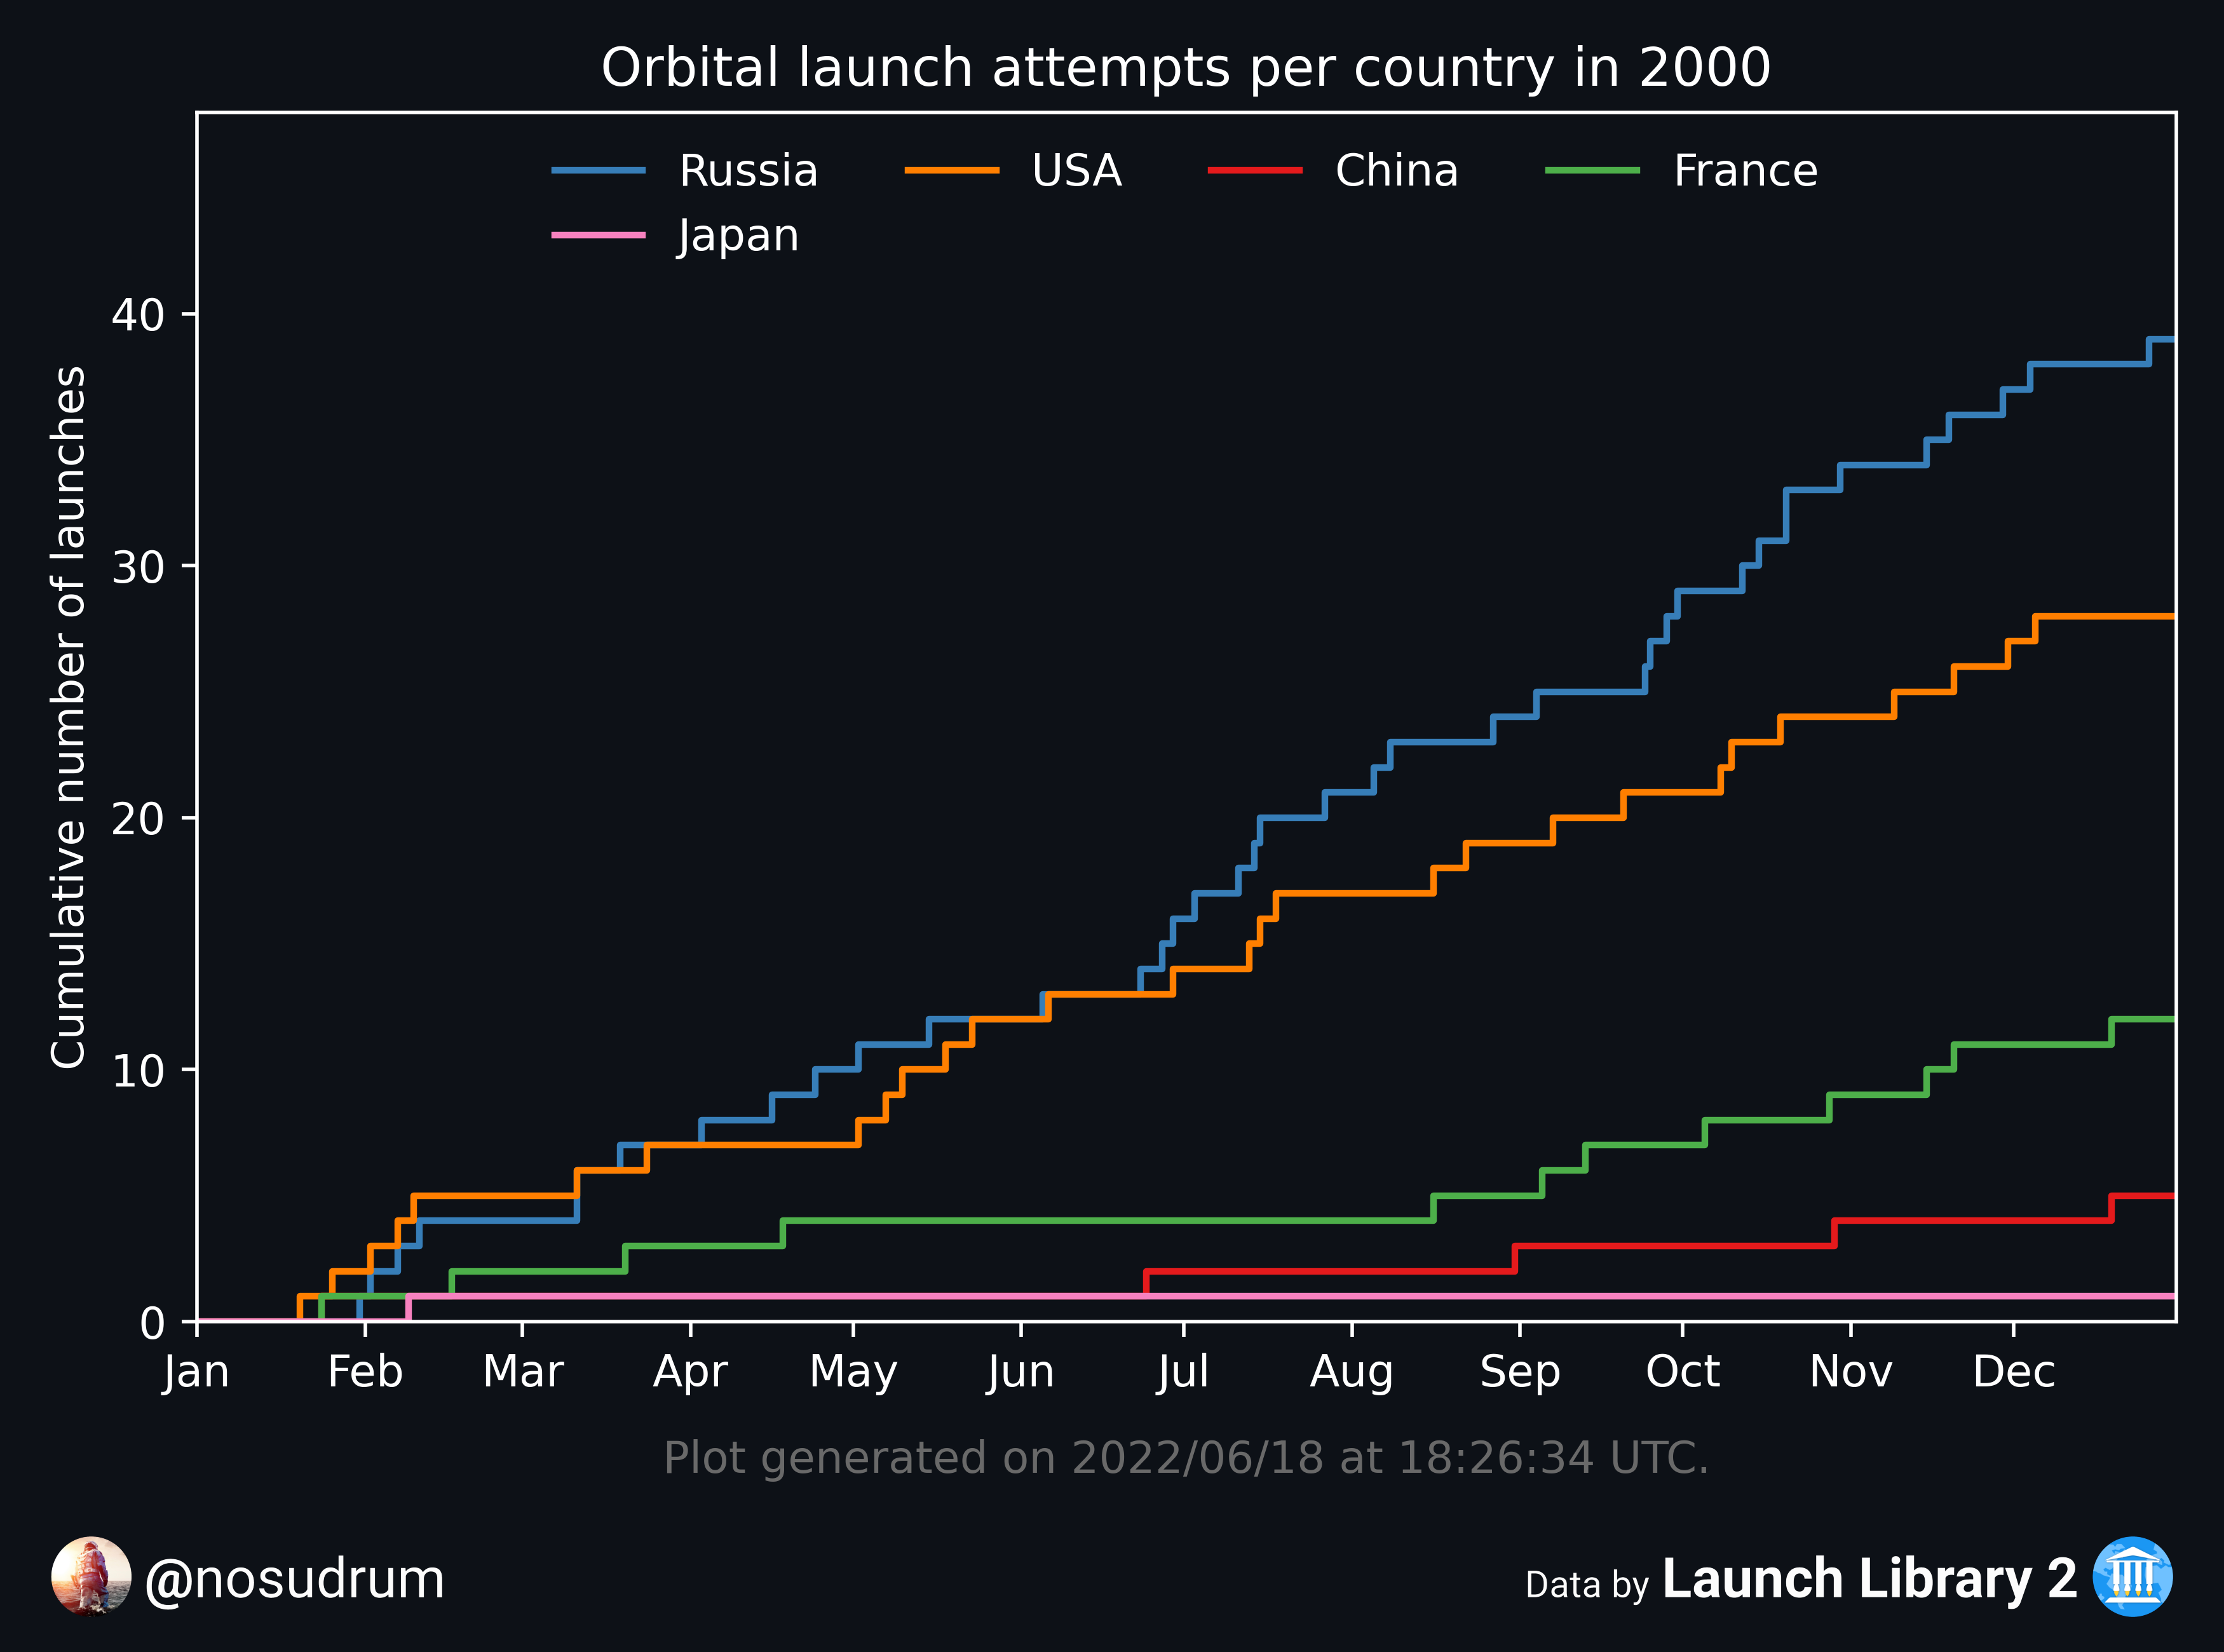 Orbital launch attempts per country in 2000
Russia USA China France
Japan
Cumulative number of launches
40
30
20
10
0
Jan Feb Mar Apr May Jun Jul Aug Sep Oct Nov Dec
Plot generated on 2022/06/18 at 18:26:34 UTC.
@nosudrum
Data by Launch Library 2